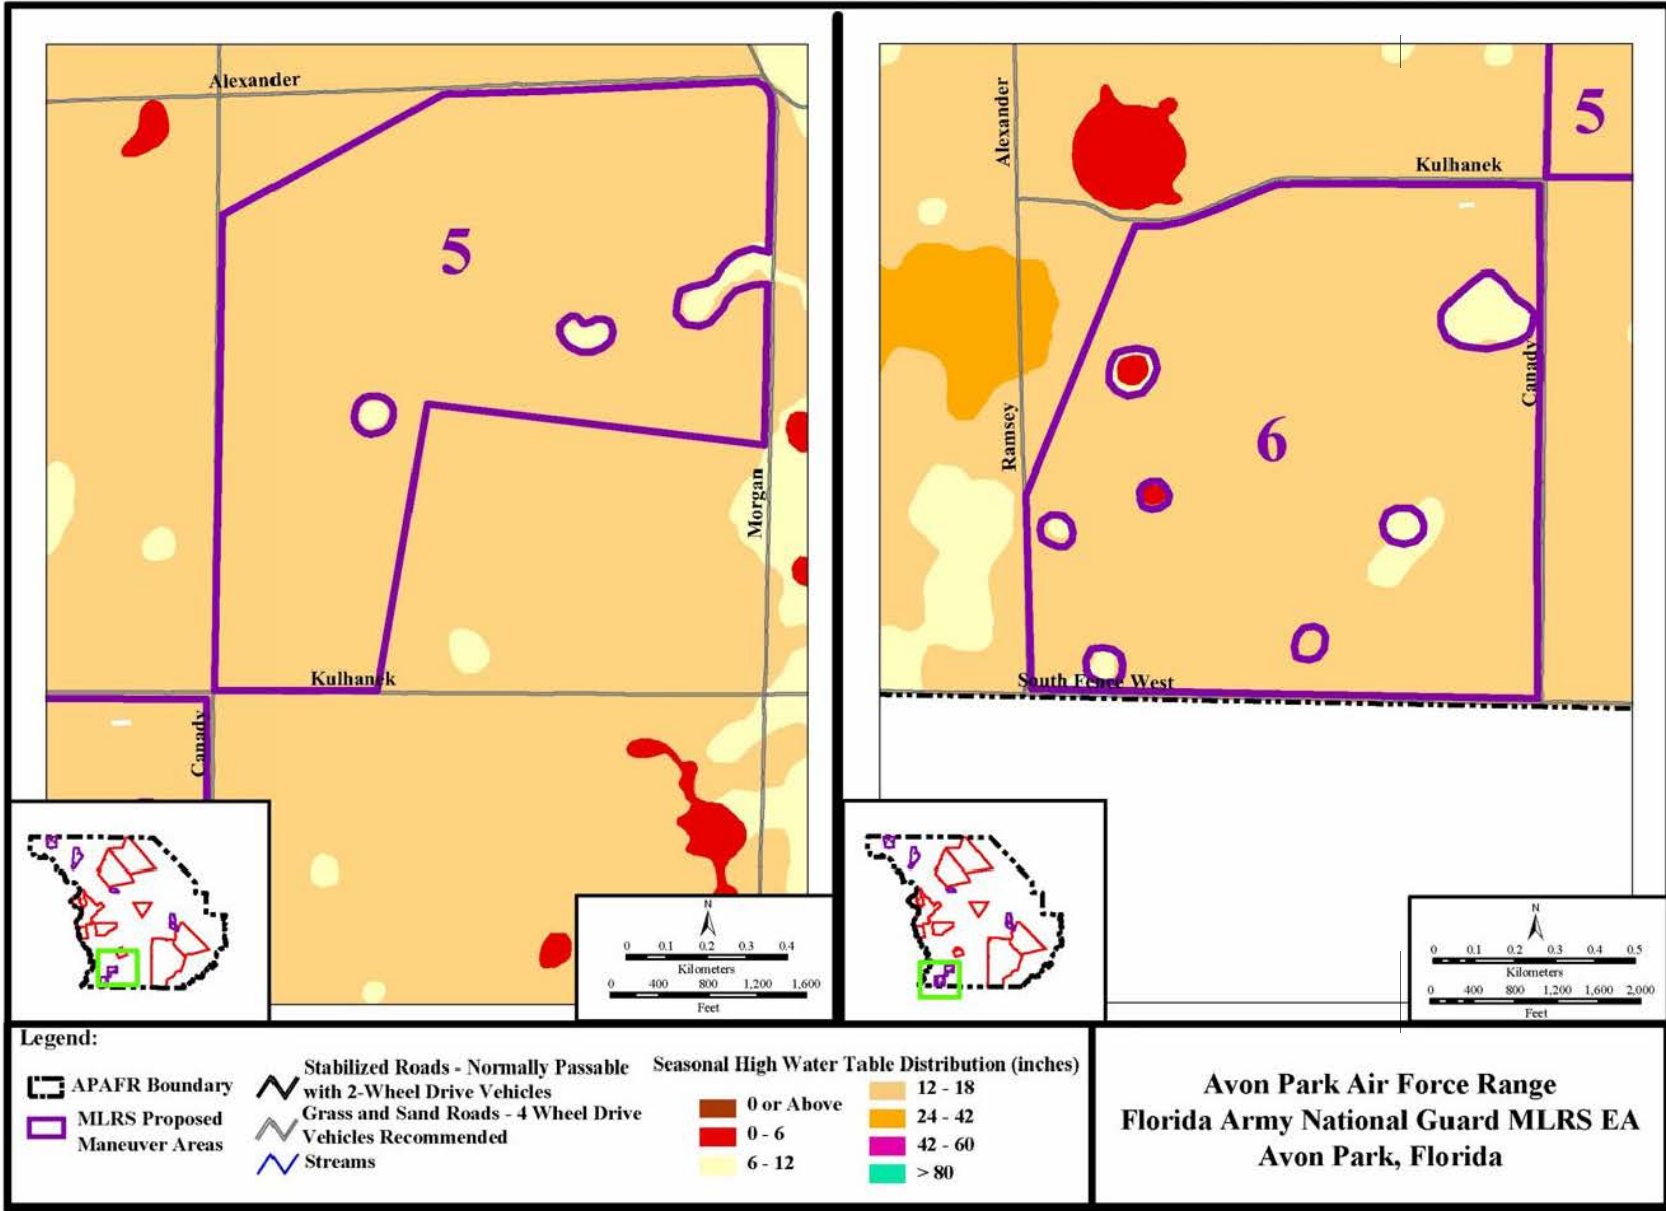 Alexander
5
Morgan
Kulhanek
Canady
N
0 0.1 0.2 0.3 0.4
Kilometers
0 400 800 1,200 1,600
Feet
Alexander
5
Kulhanek
Canady
Ramsey
6
South Fence West
N
0 0.1 0.2 0.3 0.4 0.5
Kilometers
0 400 800 1,200 1,600 2,000
Feet
Legend:
APAFR Boundary
MLRS Proposed
Maneuver Areas
Stabilized Roads - Normally Passable
with 2-Wheel Drive Vehicles
Grass and Sand Roads - 4 Wheel Drive
Vehicles Recommended
Streams
Seasonal High Water Table Distribution (inches)
0 or Above
0 - 6
6 - 12
12 - 18
24 - 42
42 - 60
> 80
Avon Park Air Force Range
Florida Army National Guard MLRS EA
Avon Park, Florida